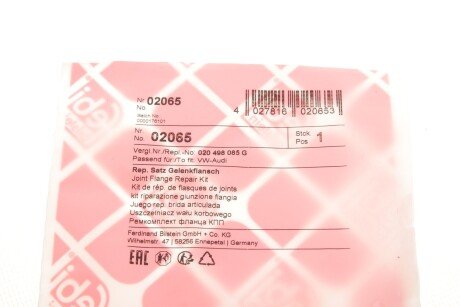 Nr 02065
No
4 027816 020653
Nr
No 02065
Stck
Pos 1
Vergl.Nr./Repl.-No: 020 498 085 G
Passend für:/To fit: VW-Audi
Rep. Satz Gelenkflansch
Joint Flange Repair Kit
Kit de rép. de flasques de joints
kit riparazione giunzione flangia
Juego rep. brida articulada
Uszczelniacz wału korbowego
Ремкомплект фланца КПП
Ferdinand Bilstein GmbH + Co. KG
Wilhelmstr. 47 | 58256 Ennepetal | Germany
EAC